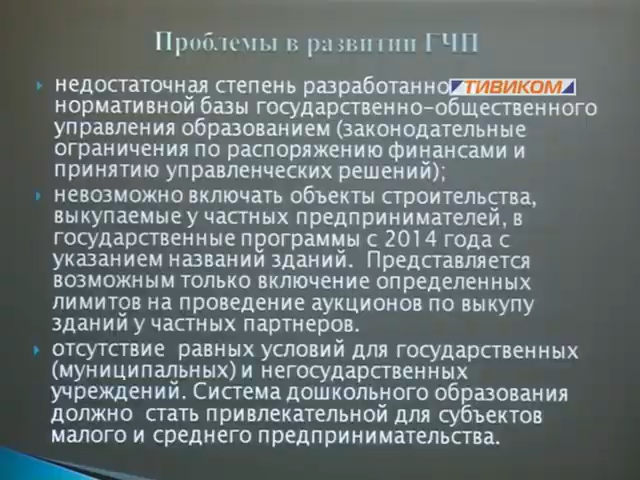 Проблемы в развитии ГЧП
недостаточная степень разработанно ТИВИКОМ
нормативной базы государственно-общественного
управления образованием (законодательные
ограничения по распоряжению финансами и
принятию управленческих решений);
невозможно включать объекты строительства,
выкупаемые у частных предпринимателей, в
государственные программы с 2014 года с
указанием названий зданий. Представляется
возможным только включение определенных
лимитов на проведение аукционов по выкупу
зданий у частных партнеров.
отсутствие равных условий для государственных
(муниципальных) и негосударственных
учреждений. Система дошкольного образования
должно стать привлекательной для субъектов
малого и среднего предпринимательства.